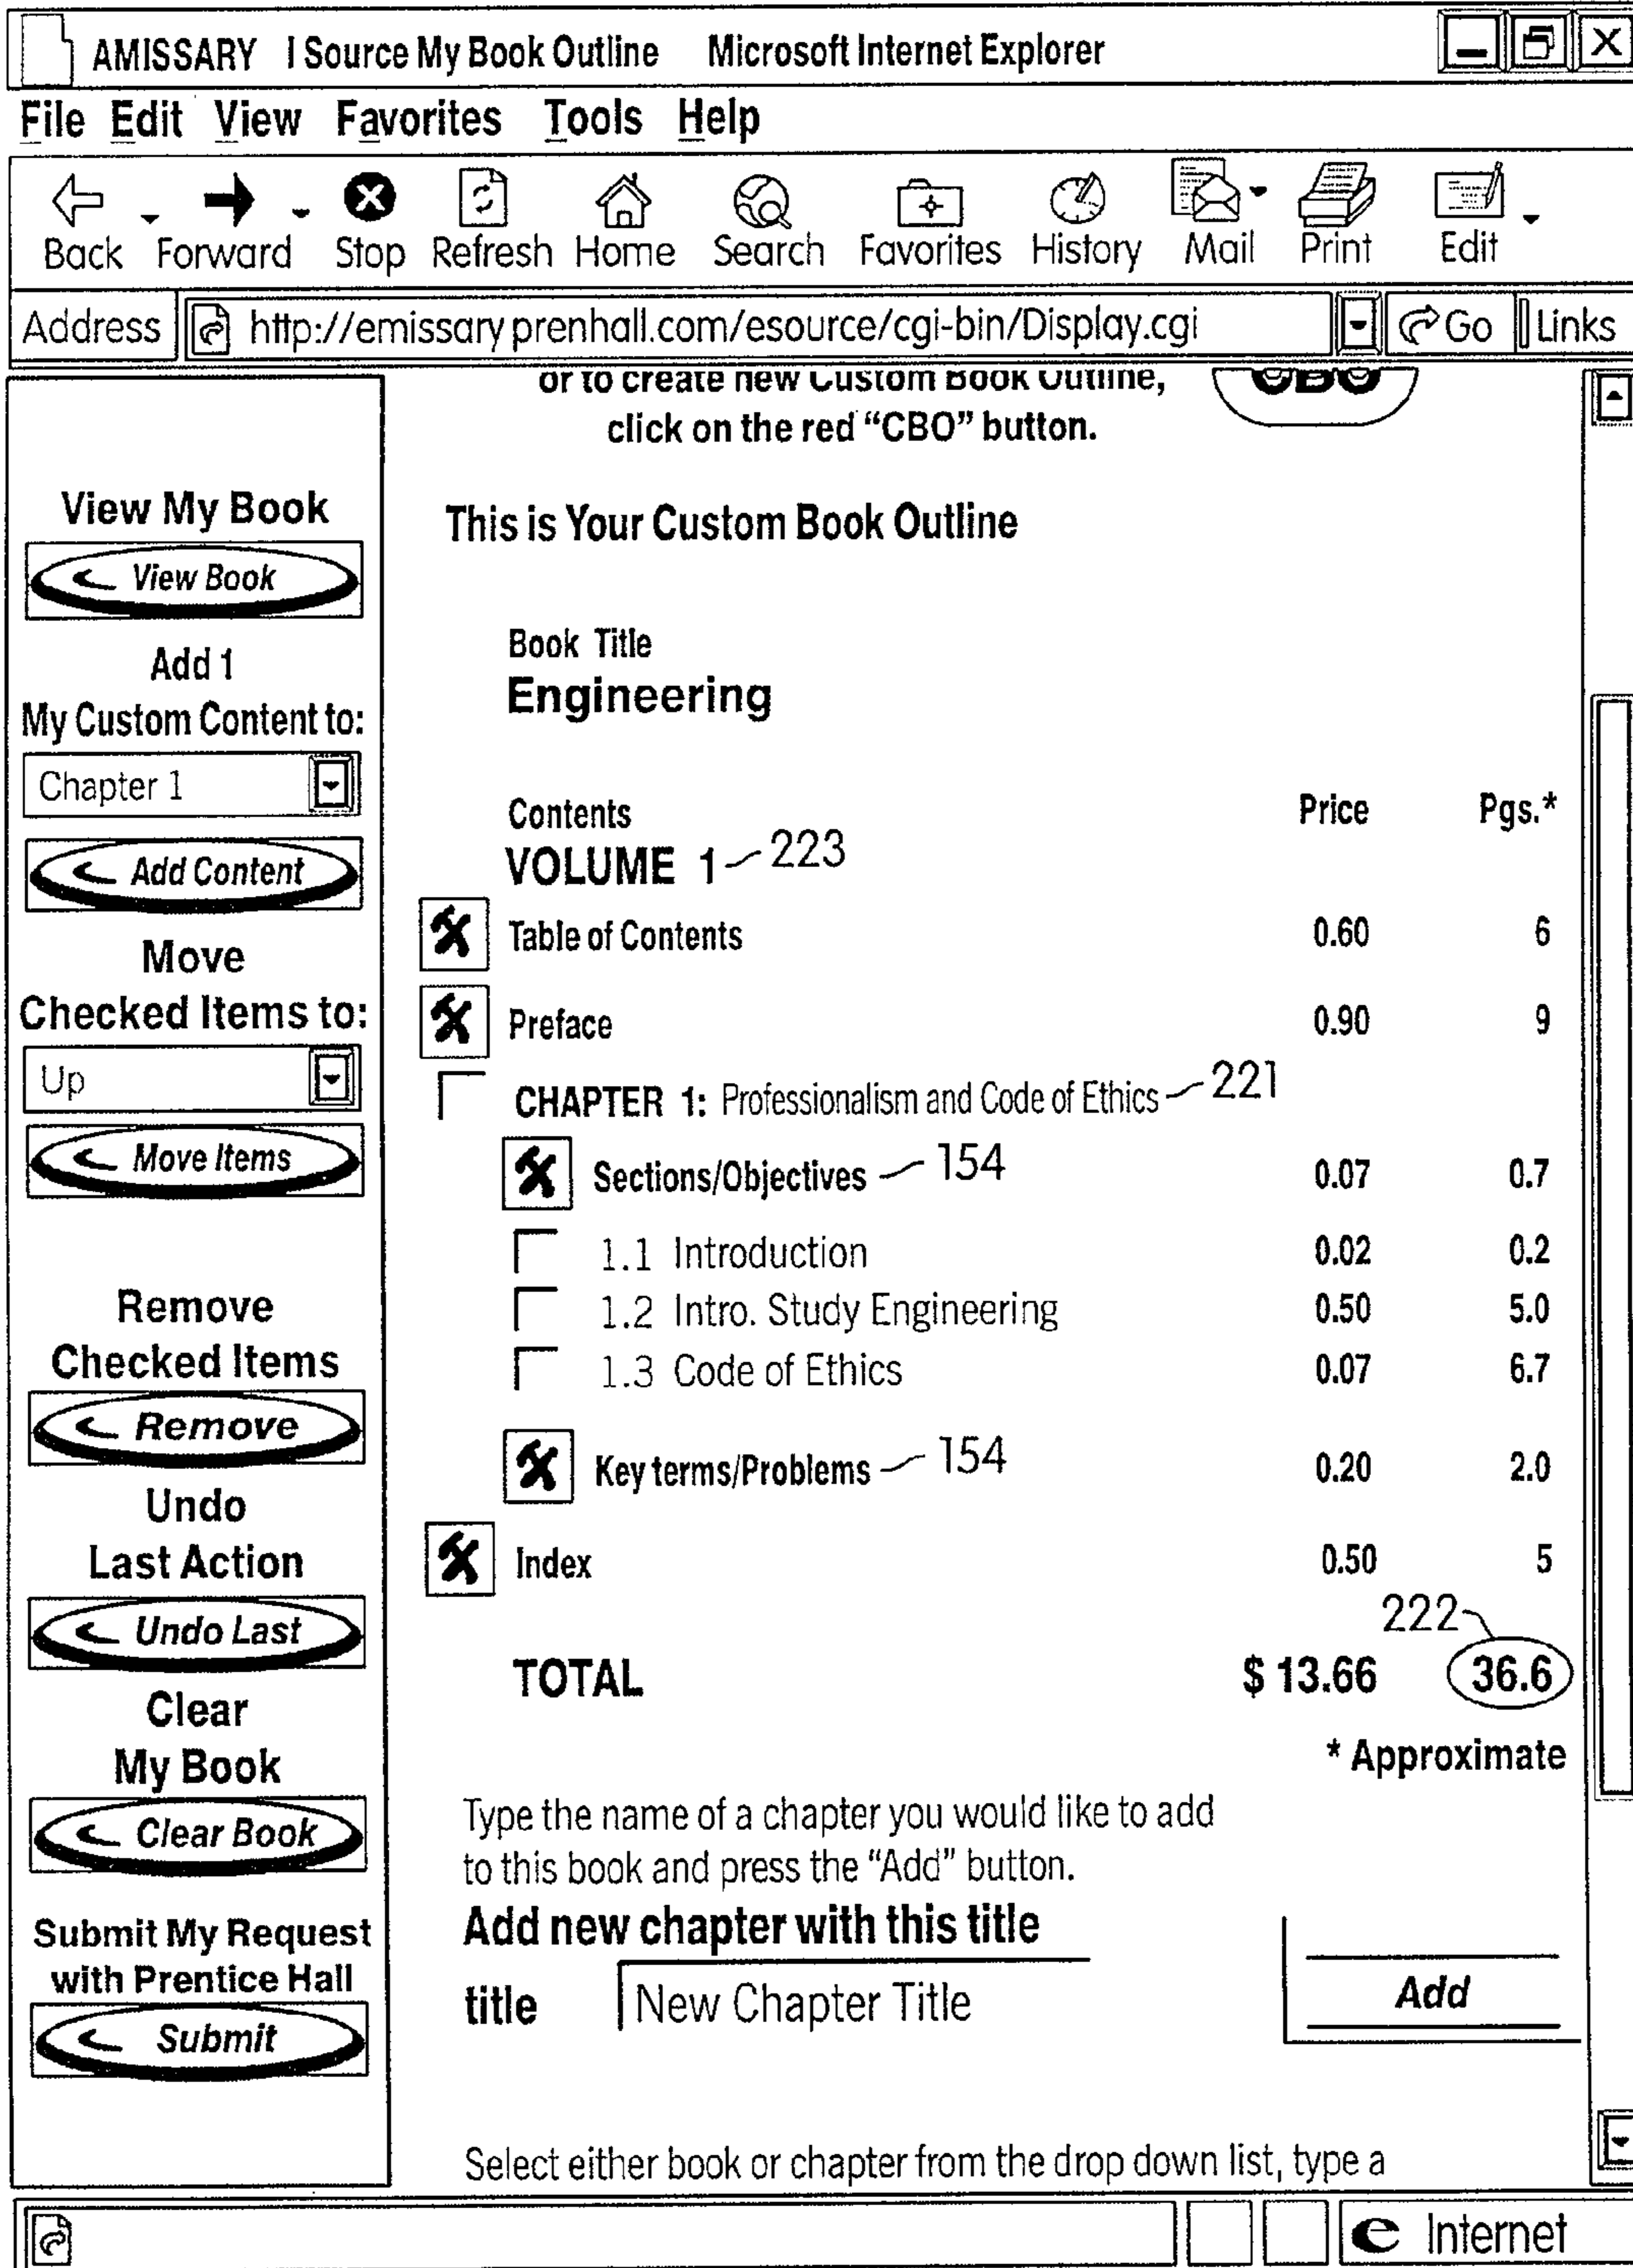 AMISSARY I Source My Book Outline Microsoft Internet Explorer
File Edit View Favorites Tools Help
Back Forward Stop Refresh Home Search Favorites History Mail Print Edit
Address http://emissary prenhall.com/esource/cgi-bin/Display.cgi Go Links
or to create new Custom Book Outline, CBO
click on the red “CBO” button.
View My Book
View Book
Add 1
My Custom Content to:
Chapter 1
Add Content
Move
Checked Items to:
Up
Move Items
Remove
Checked Items
Remove
Undo
Last Action
Undo Last
Clear
My Book
Clear Book
Submit My Request
with Prentice Hall
Submit
This is Your Custom Book Outline
Book Title
Engineering
Contents Price Pgs.*
VOLUME 1 223
Table of Contents 0.60 6
Preface 0.90 9
CHAPTER 1: Professionalism and Code of Ethics 221
Sections/Objectives 154 0.07 0.7
1.1 Introduction 0.02 0.2
1.2 Intro. Study Engineering 0.50 5.0
1.3 Code of Ethics 0.07 6.7
Key terms/Problems 154 0.20 2.0
Index 0.50 5
222
TOTAL $ 13.66 36.6
* Approximate
Type the name of a chapter you would like to add
to this book and press the “Add” button.
Add new chapter with this title
title New Chapter Title Add
Select either book or chapter from the drop down list, type a
Internet